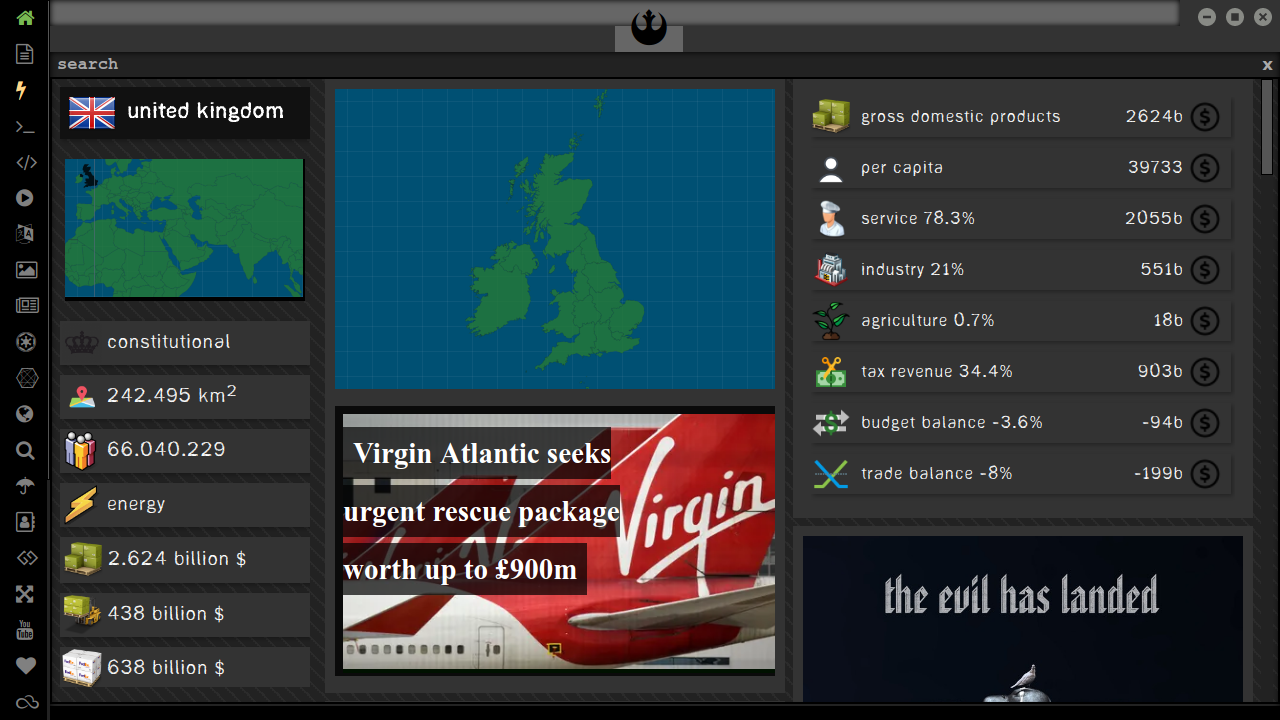 search
x
united kingdom
constitutional
242.495 km²
66.040.229
energy
2.624 billion $
438 billion $
638 billion $
Virgin Atlantic seeks
urgent rescue package
worth up to £900m
Virgin
gross domestic products 2624b
per capita 39733
service 78.3% 2055b
industry 21% 551b
agriculture 0.7% 18b
tax revenue 34.4% 903b
budget balance -3.6% -94b
trade balance -8% -199b
the evil has landed
You
Tube
FedEx
FedEx